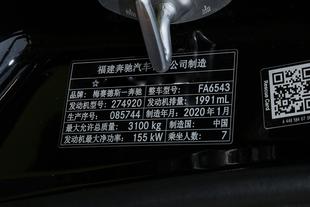 福建奔驰汽车 公司制造
☆
品牌: 梅赛德斯-奔驰 整车型号: FA6543
发动机型号: 274920 发动机排量: 1991mL
生产序号: 085744 制造年月: 2020年1月
最大允许总质量: 3100 kg 制造国: 中国
发动机最大净功率: 155 kW 乘坐人数: 7
Rescue Card